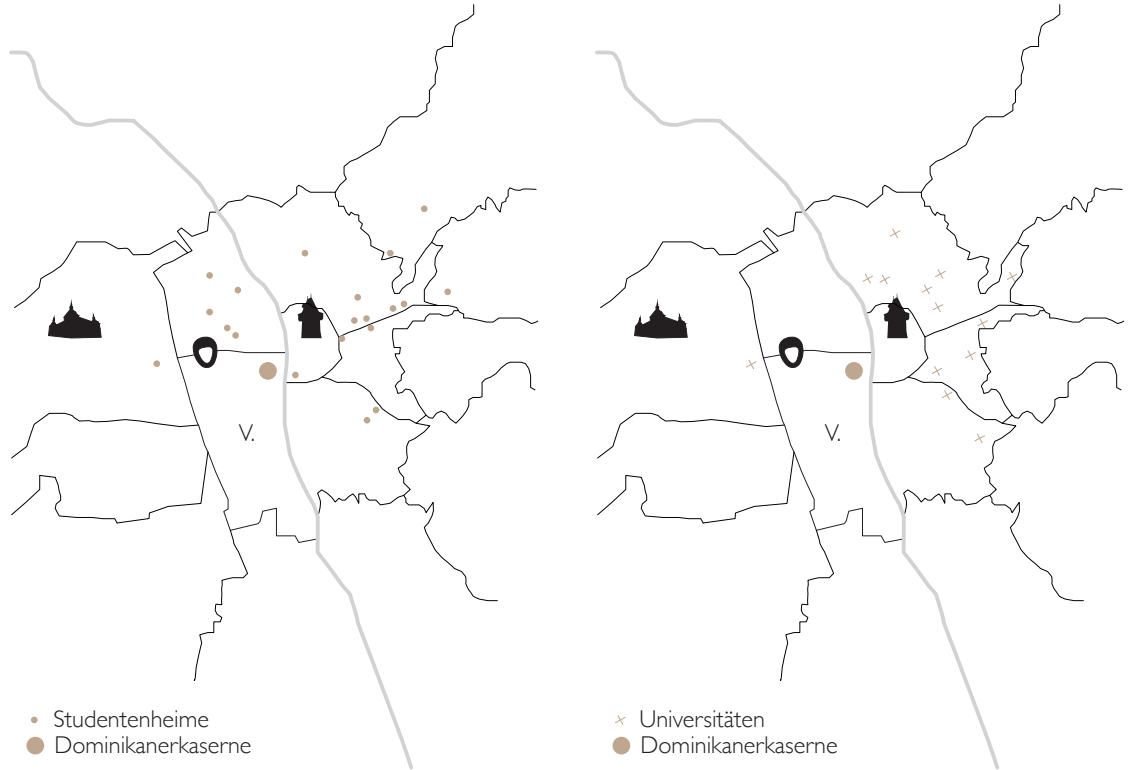 V.
Studentenheime
Dominikanerkaserne
V.
Universitäten
Dominikanerkaserne